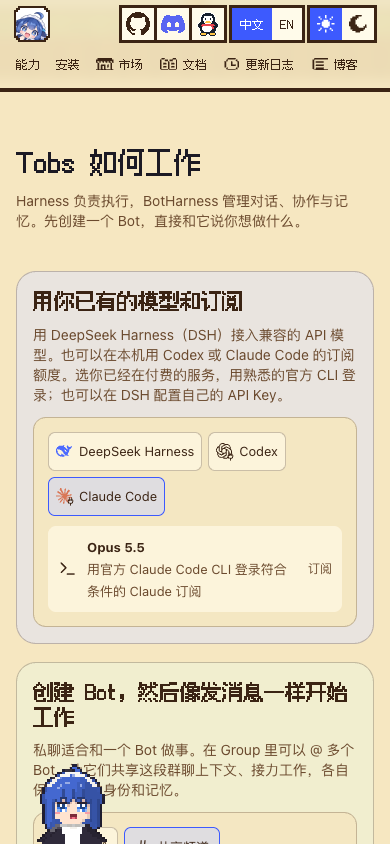 中文 EN
能力 安装 市场 文档 更新日志 博客
Tobs 如何工作
Harness 负责执行，BotHarness 管理对话、协作与记
忆。先创建一个 Bot，直接和它说你想做什么。
用你已有的模型和订阅
用 DeepSeek Harness（DSH）接入兼容的 API 模
型。也可以在本机用 Codex 或 Claude Code 的订阅
额度。选你已经在付费的服务，用熟悉的官方 CLI 登
录；也可以在 DSH 配置自己的 API Key。
DeepSeek Harness Codex
Claude Code
Opus 5.5
用官方 Claude Code CLI 登录符合 订阅
条件的 Claude 订阅
创建 Bot，然后像发消息一样开始
工作
私聊适合和一个 Bot 做事。在 Group 里可以 @ 多个
Bot 它们共享这段群聊上下文、接力工作，各自
身份和记忆。